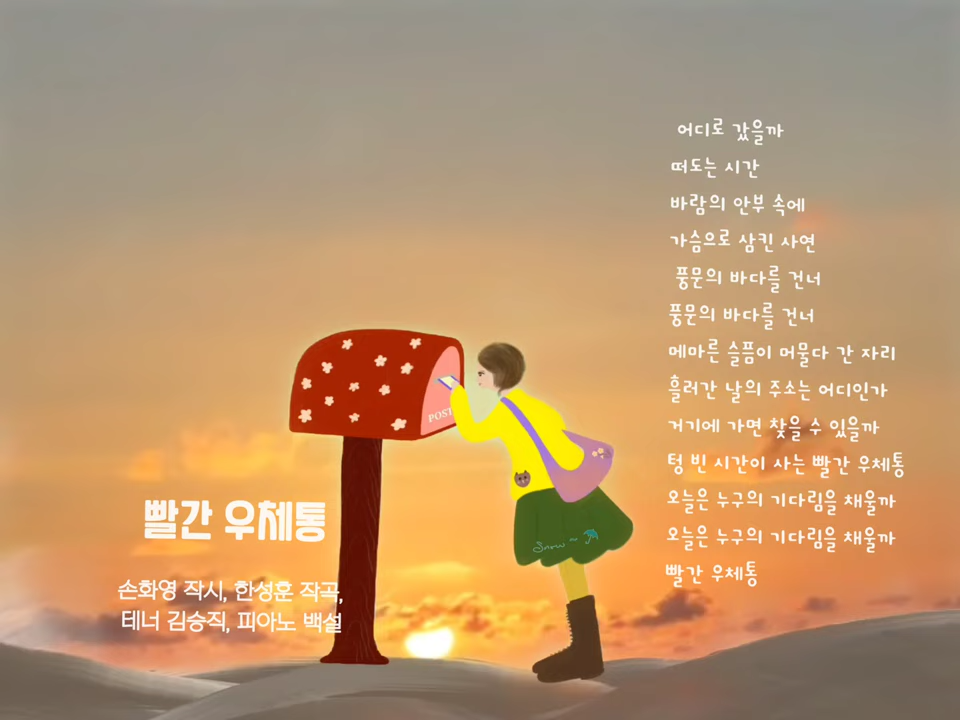 어디로 갔을까
떠도는 시간
바람의 안부 속에
가슴으로 삼킨 사연
풍문의 바다를 건너
풍문의 바다를 건너
메마른 슬픔이 머물다 간 자리
흘러간 날의 주소는 어디인가
거기에 가면 찾을 수 있을까
텅 빈 시간이 사는 빨간 우체통
오늘은 누구의 기다림을 채울까
오늘은 누구의 기다림을 채울까
빨간 우체통
POST
빨간 우체통
손화영 작시, 한성훈 작곡,
테너 김승직, 피아노 백설
Snow~